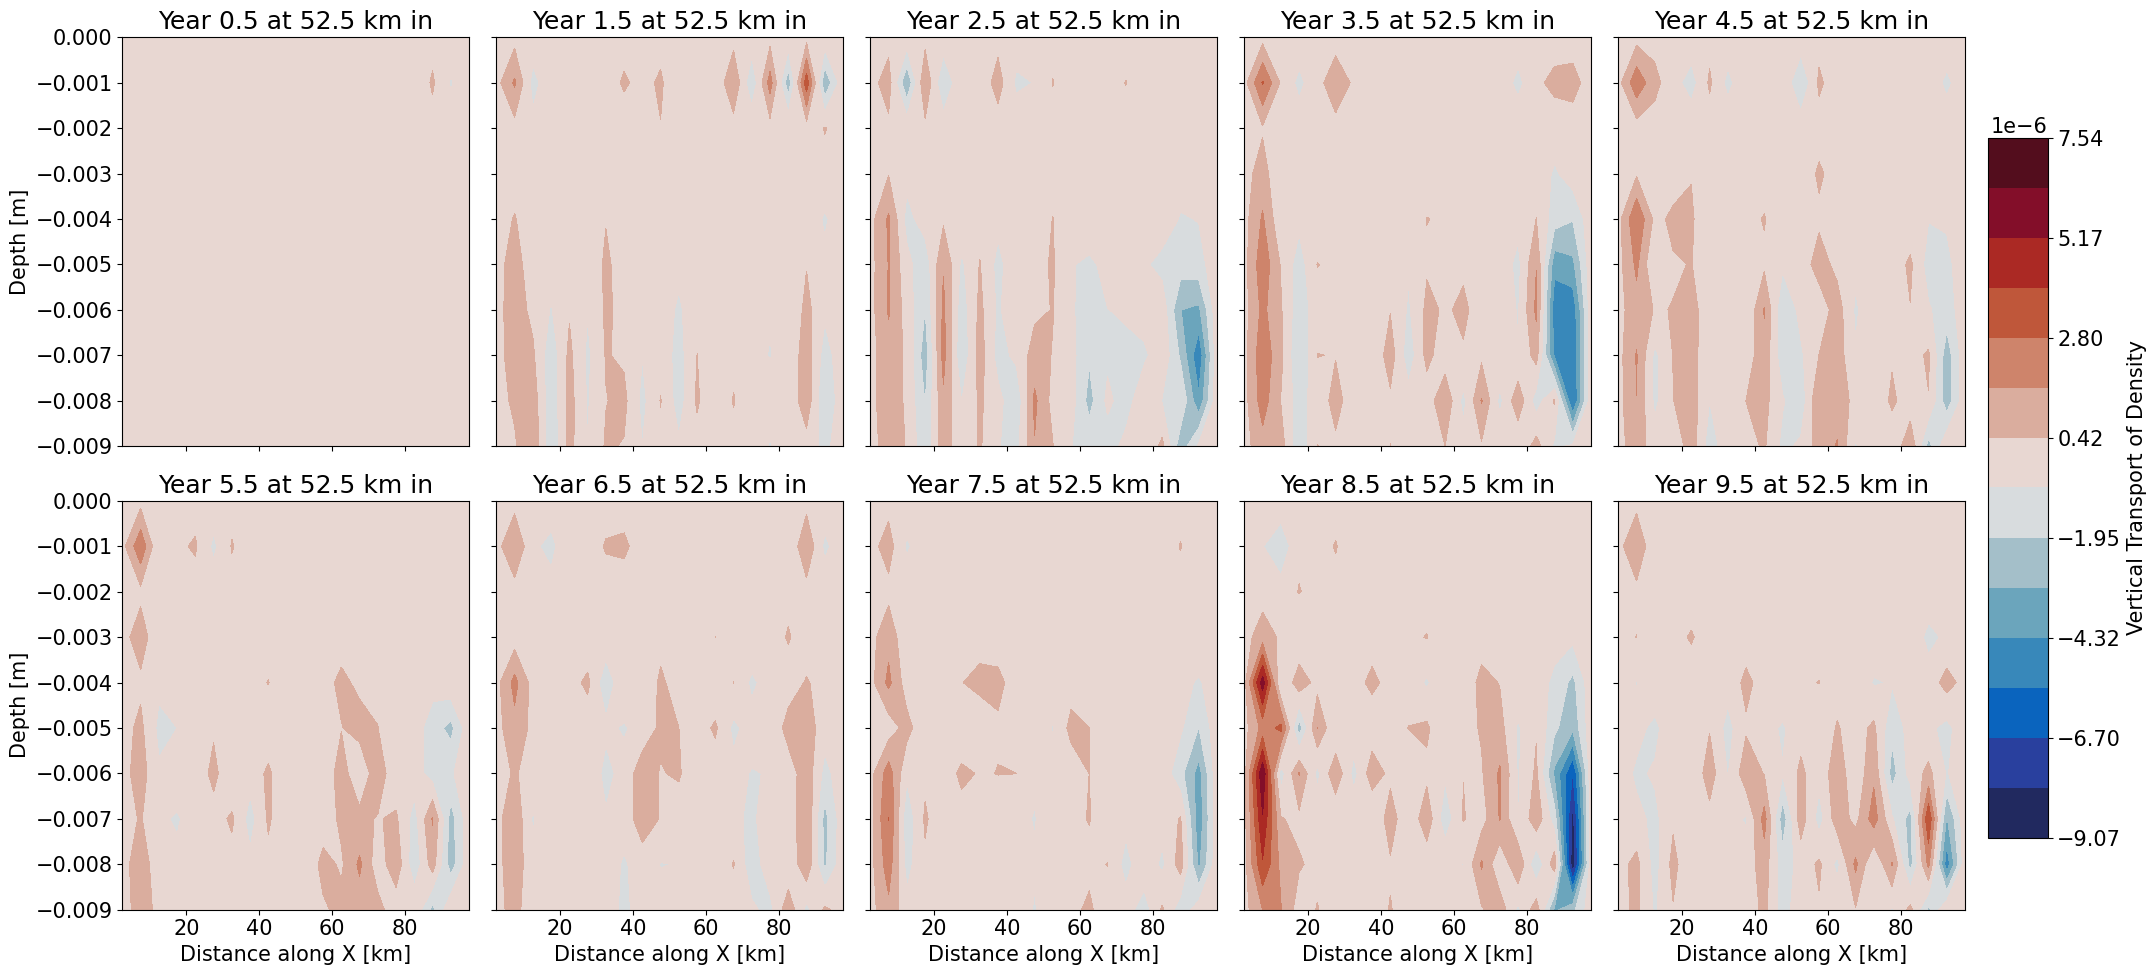 Year 0.5 at 52.5 km in
Year 1.5 at 52.5 km in
Year 2.5 at 52.5 km in
Year 3.5 at 52.5 km in
Year 4.5 at 52.5 km in
0.000
−0.001
−0.002
−0.003
−0.004
−0.005
−0.006
−0.007
−0.008
−0.009
Depth [m]
Year 5.5 at 52.5 km in
Year 6.5 at 52.5 km in
Year 7.5 at 52.5 km in
Year 8.5 at 52.5 km in
Year 9.5 at 52.5 km in
0.000
−0.001
−0.002
−0.003
−0.004
−0.005
−0.006
−0.007
−0.008
−0.009
Depth [m]
20 40 60 80
20 40 60 80
20 40 60 80
20 40 60 80
20 40 60 80
Distance along X [km]
Distance along X [km]
Distance along X [km]
Distance along X [km]
Distance along X [km]
1e−6
7.54
5.17
2.80
0.42
−1.95
−4.32
−6.70
−9.07
Vertical Transport of Density